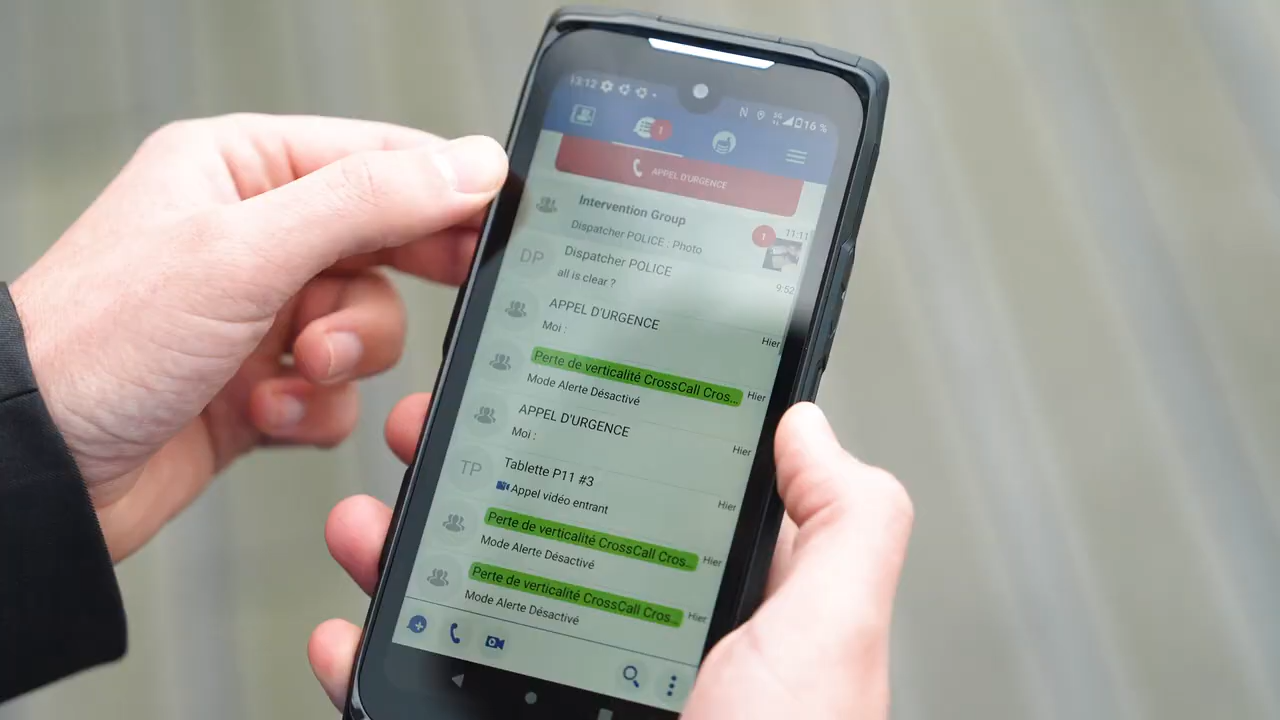 13:12
N 5G 16 %
1
APPEL D'URGENCE
Intervention Group
11:11
Dispatcher POLICE : Photo
1
DP
Dispatcher POLICE
all is clear ?
9:52
APPEL D'URGENCE
Moi :
Hier
Perte de verticalité CrossCall Cros...
Mode Alerte Désactivé
Hier
APPEL D'URGENCE
Moi :
Hier
TP
Tablette P11 #3
Appel vidéo entrant
Hier
Perte de verticalité CrossCall Cros...
Mode Alerte Désactivé
Hier
Perte de verticalité CrossCall Cros...
Mode Alerte Désactivé
Hier